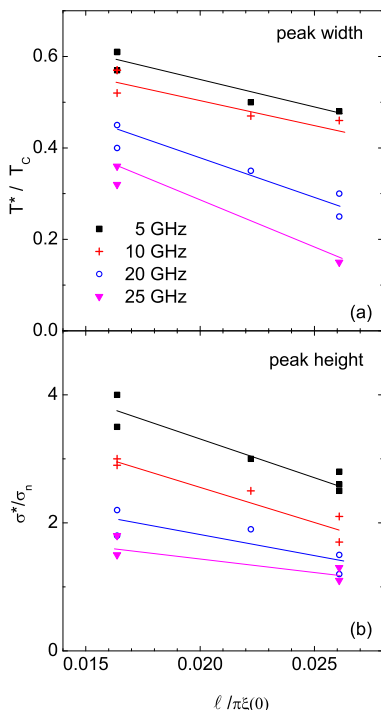 peak width
0.6
0.4
0.2
0.0
T* / T_C
5 GHz
10 GHz
20 GHz
25 GHz
(a)
peak height
4
2
0
σ*/σ_n
(b)
0.015 0.020 0.025
ℓ /πξ(0)